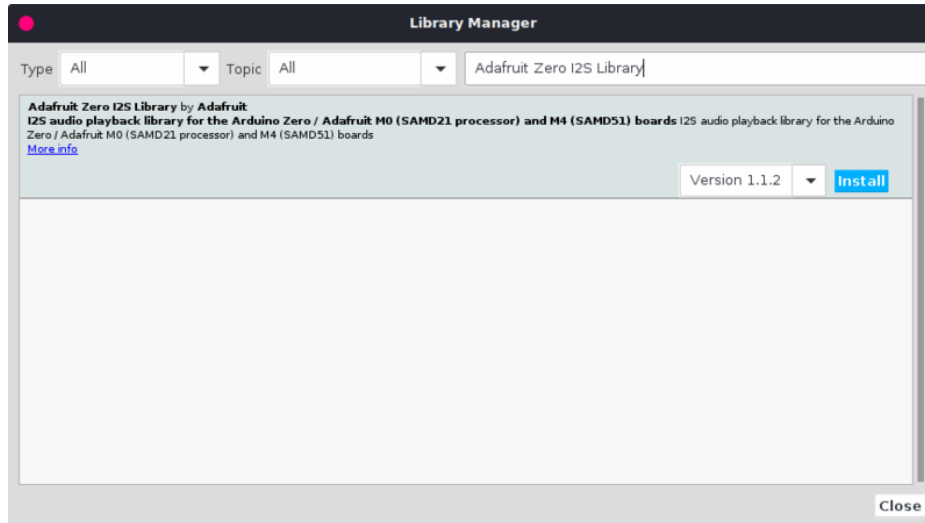 Library Manager
Type All Topic All Adafruit Zero I2S Library
Adafruit Zero I2S Library by Adafruit
I2S audio playback library for the Arduino Zero / Adafruit M0 (SAMD21 processor) and M4 (SAMD51) boards I2S audio playback library for the Arduino
Zero / Adafruit M0 (SAMD21 processor) and M4 (SAMD51) boards
More info
Version 1.1.2 Install
Close